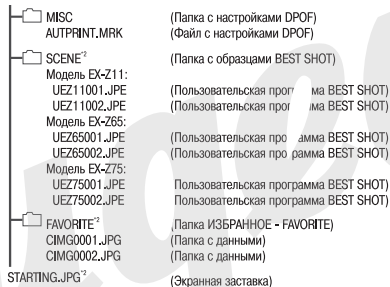 MISC (Папка с настройками DPOF)
AUTPRINT.MRK (Файл с настройками DPOF)
SCENE*2 (Папка с образцами BEST SHOT)
Модель EX-Z11:
UEZ11001.JPE (Пользовательская программа BEST SHOT)
UEZ11002.JPE (Пользовательская программа BEST SHOT)
Модель EX-Z65:
UEZ65001.JPE (Пользовательская программа BEST SHOT)
UEZ65002.JPE (Пользовательская программа BEST SHOT)
Модель EX-Z75:
UEZ75001.JPE Пользовательская программа BEST SHOT)
UEZ75002.JPE Пользовательская программа BEST SHOT)
FAVORITE*2 (Папка ИЗБРАННОЕ - FAVORITE)
CIMG0001.JPG (Папка с данными)
CIMG0002.JPG (Папка с данными)
STARTING.JPG*2 (Экранная заставка)